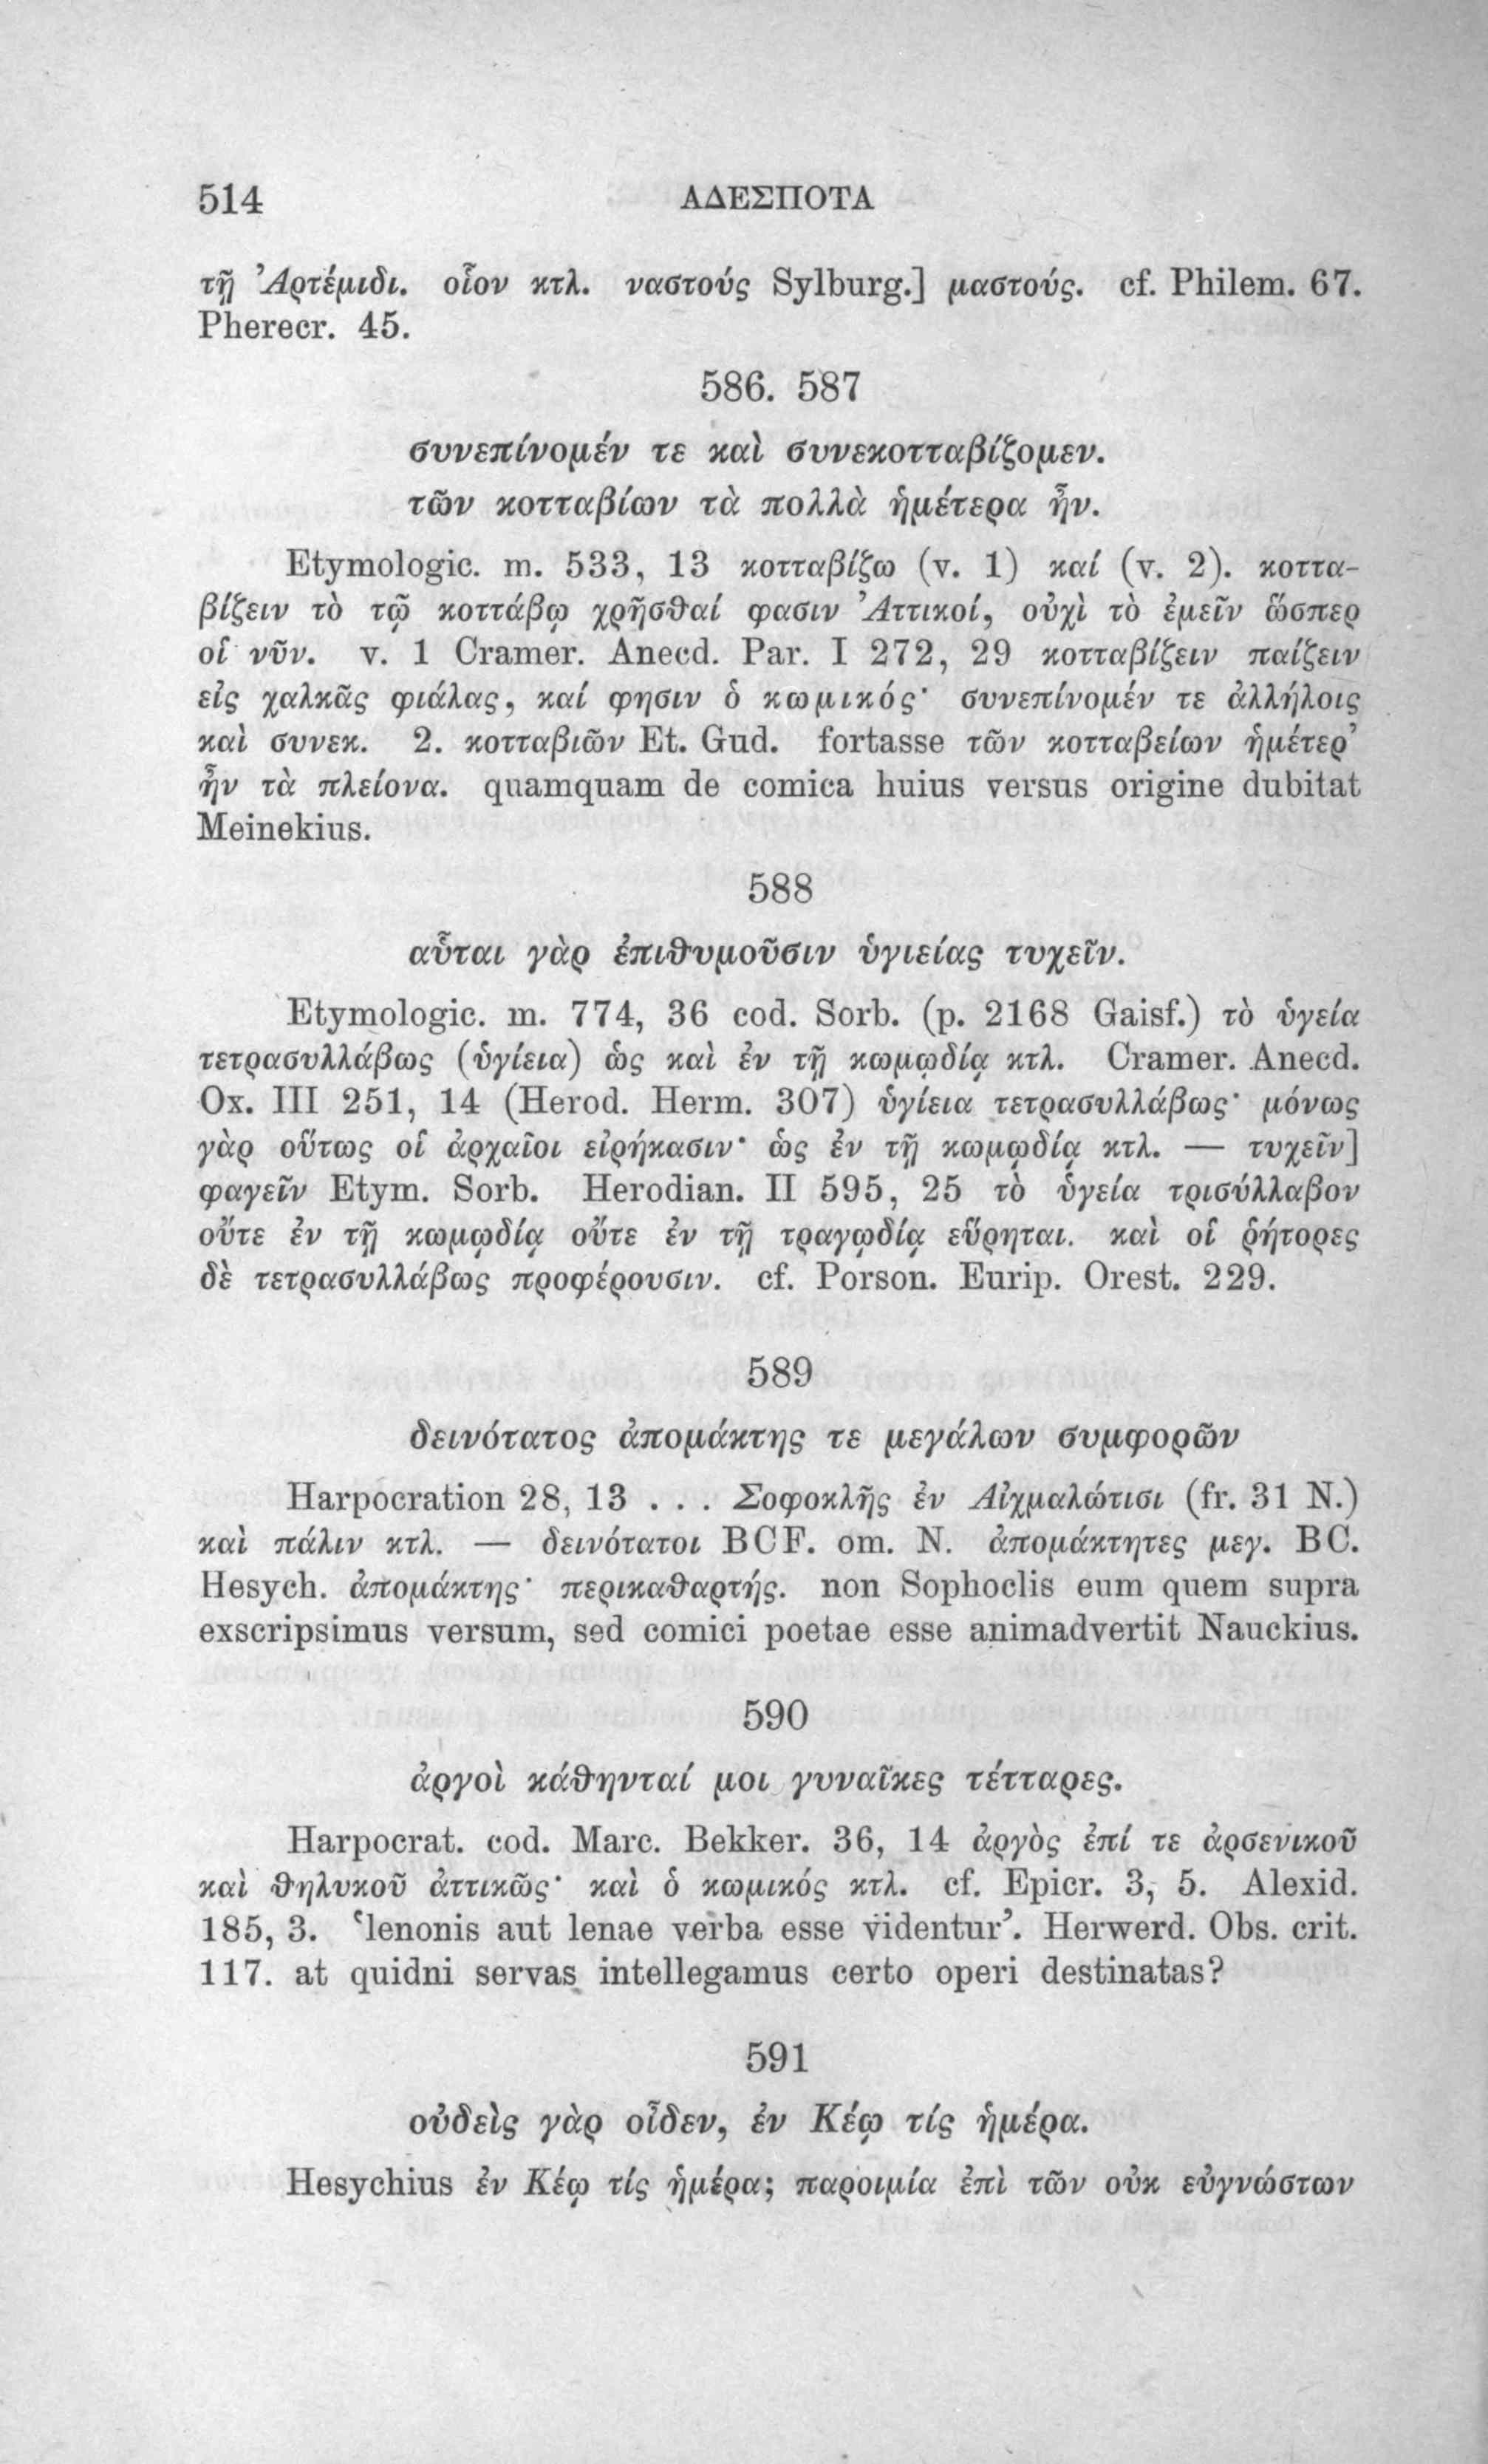 514 ΑΔΕΣΠΟΤΑ
τῇ Ἀρτέμιδι. οἷον κτλ. ναστούς Sylburg.] μαστούς. cf. Philem. 67.
Pherecr. 45.
586. 587
συνεπίνομέν τε καὶ συνεκοτταβίζομεν.
τῶν κοτταβίων τὰ πολλὰ ἡμέτερα ἦν.
Etymologic. m. 533, 13 κοτταβίζω (v. 1) καί (v. 2). κοττα-
βίζειν τὸ τῷ κοττάβῳ χρῆσθαί φασιν Ἀττικοί, οὐχὶ τὸ ἐμεῖν ὥσπερ
οἱ νῦν. v. 1 Cramer. Anecd. Par. I 272, 29 κοτταβίζειν παίζειν
εἰς χαλκᾶς φιάλας, καί φησιν ὁ κωμικός· συνεπίνομέν τε ἀλλήλοις
καὶ συνεκ. 2. κοτταβιῶν Et. Gud. fortasse τῶν κοτταβείων ἡμέτερ’
ἦν τὰ πλείονα. quamquam de comica huius versus origine dubitat
Meinekius.
588
αὗται γὰρ ἐπιθυμοῦσιν ὑγιείας τυχεῖν.
Etymologic. m. 774, 36 cod. Sorb. (p. 2168 Gaisf.) τὸ ὑγεία
τετρασυλλάβως (ὑγίεια) ὡς καὶ ἐν τῇ κωμῳδίᾳ κτλ. Cramer. Anecd.
Ox. III 251, 14 (Herod. Herm. 307) ὑγίεια τετρασυλλάβως· μόνως
γὰρ οὕτως οἱ ἀρχαῖοι εἰρήκασιν· ὡς ἐν τῇ κωμῳδίᾳ κτλ. — τυχεῖν]
φαγεῖν Etym. Sorb. Herodian. II 595, 25 τὸ ὑγεία τρισύλλαβον
οὔτε ἐν τῇ κωμῳδίᾳ οὔτε ἐν τῇ τραγῳδίᾳ εὕρηται. καὶ οἱ ῥήτορες
δὲ τετρασυλλάβως προφέρουσιν. cf. Porson. Eurip. Orest. 229.
589
δεινότατος ἀπομάκτης τε μεγάλων συμφορῶν
Harpocration 28, 13 . . . Σοφοκλῆς ἐν Αἰχμαλώτισι (fr. 31 N.)
καὶ πάλιν κτλ. — δεινότατοι BCF. om. N. ἀπομάκτητες μεγ. BC.
Hesych. ἀπομάκτης· περικαθαρτής. non Sophoclis eum quem supra
exscripsimus versum, sed comici poetae esse animadvertit Nauckius.
590
ἀργοὶ κάθηνταί μοι γυναῖκες τέτταρες.
Harpocrat. cod. Marc. Bekker. 36, 14 ἀργὸς ἐπί τε ἀρσενικοῦ
καὶ θηλυκοῦ ἀττικῶς· καὶ ὁ κωμικός κτλ. cf. Epicr. 3, 5. Alexid.
185, 3. ‘lenonis aut lenae verba esse videntur’. Herwerd. Obs. crit.
117. at quidni servas intellegamus certo operi destinatas?
591
οὐδεὶς γὰρ οἶδεν, ἐν Κέῳ τίς ἡμέρα.
Hesychius ἐν Κέῳ τίς ἡμέρα; παροιμία ἐπὶ τῶν οὐκ εὐγνώστων